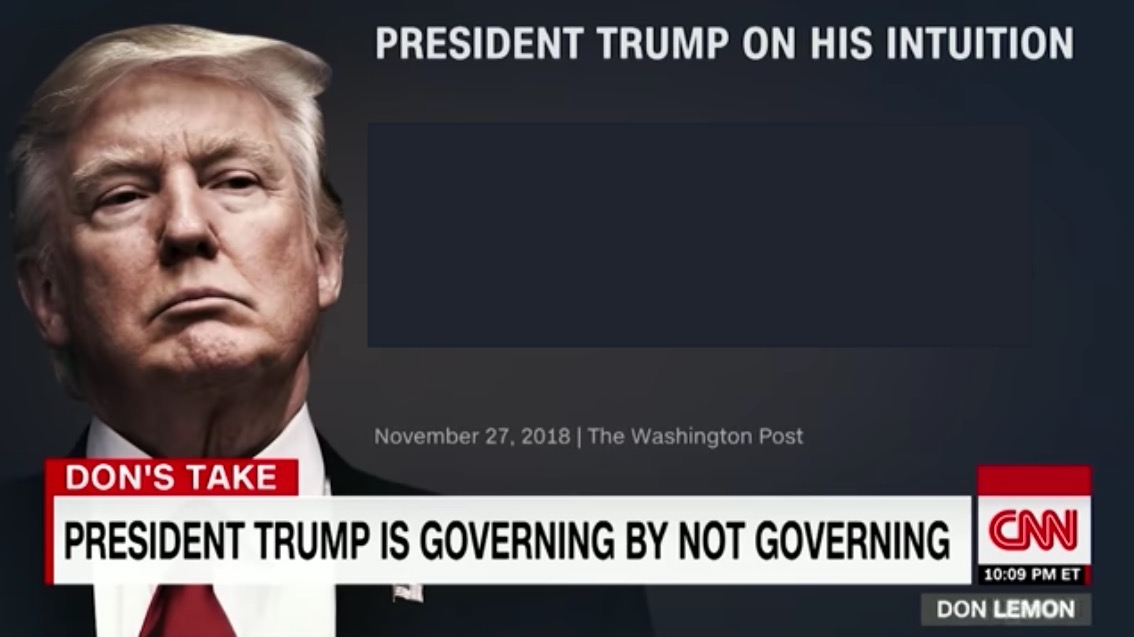 PRESIDENT TRUMP ON HIS INTUITION
November 27, 2018 | The Washington Post
DON'S TAKE
PRESIDENT TRUMP IS GOVERNING BY NOT GOVERNING
CNN
10:09 PM ET
DON LEMON